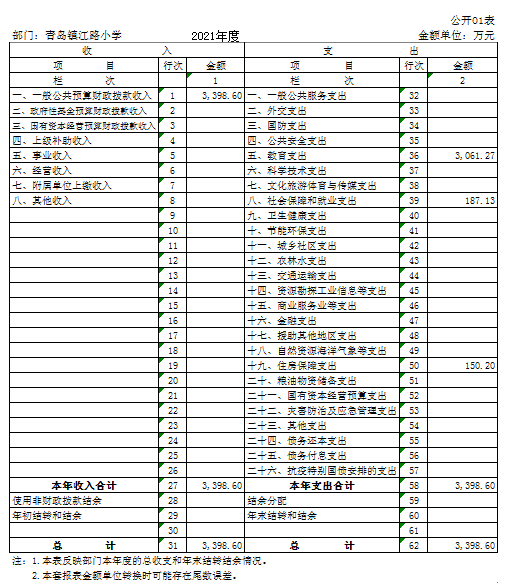 公开01表
部门：青岛镇江路小学 2021年度 金额单位：万元
收 入 支 出
项 目 行次 金额 项 目 行次 金额
栏 次 1 栏 次 2
一、一般公共预算财政拨款收入 1 3,398.60 一、一般公共服务支出 32
二、政府性基金预算财政拨款收入 2 二、外交支出 33
三、国有资本经营预算财政拨款收入 3 三、国防支出 34
四、上级补助收入 4 四、公共安全支出 35
五、事业收入 5 五、教育支出 36 3,061.27
六、经营收入 6 六、科学技术支出 37
七、附属单位上缴收入 7 七、文化旅游体育与传媒支出 38
八、其他收入 8 八、社会保障和就业支出 39 187.13
9 九、卫生健康支出 40
10 十、节能环保支出 41
11 十一、城乡社区支出 42
12 十二、农林水支出 43
13 十三、交通运输支出 44
14 十四、资源勘探工业信息等支出 45
15 十五、商业服务业等支出 46
16 十六、金融支出 47
17 十七、援助其他地区支出 48
18 十八、自然资源海洋气象等支出 49
19 十九、住房保障支出 50 150.20
20 二十、粮油物资储备支出 51
21 二十一、国有资本经营预算支出 52
22 二十二、灾害防治及应急管理支出 53
23 二十三、其他支出 54
24 二十四、债务还本支出 55
25 二十五、债务付息支出 56
26 二十六、抗疫特别国债安排的支出 57
本年收入合计 27 3,398.60 本年支出合计 58 3,398.60
使用非财政拨款结余 28 结余分配 59
年初结转和结余 29 年末结转和结余 60
30 61
总 计 31 3,398.60 总 计 62 3,398.60
注：1.本表反映部门本年度的总收支和年末结转结余情况。
2.本套报表金额单位转换时可能存在尾数误差。